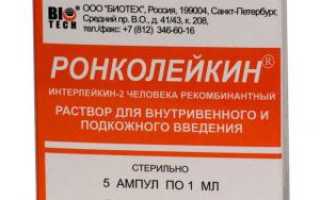 BIO TECH
ООО "БИОТЕХ", Россия, 199004, Санкт-Петербург
Средний пр. В.О., д. 41/43, к. 208,
тел./факс: +7 (812) 346-60-16
РОНКОЛЕЙКИН®
ИНТЕРЛЕЙКИН-2 ЧЕЛОВЕКА РЕКОМБИНАНТНЫЙ
РАСТВОР ДЛЯ ВНУТРИВЕННОГО И
ПОДКОЖНОГО ВВЕДЕНИЯ
СТЕРИЛЬНО
5 АМПУЛ ПО 1 МЛ